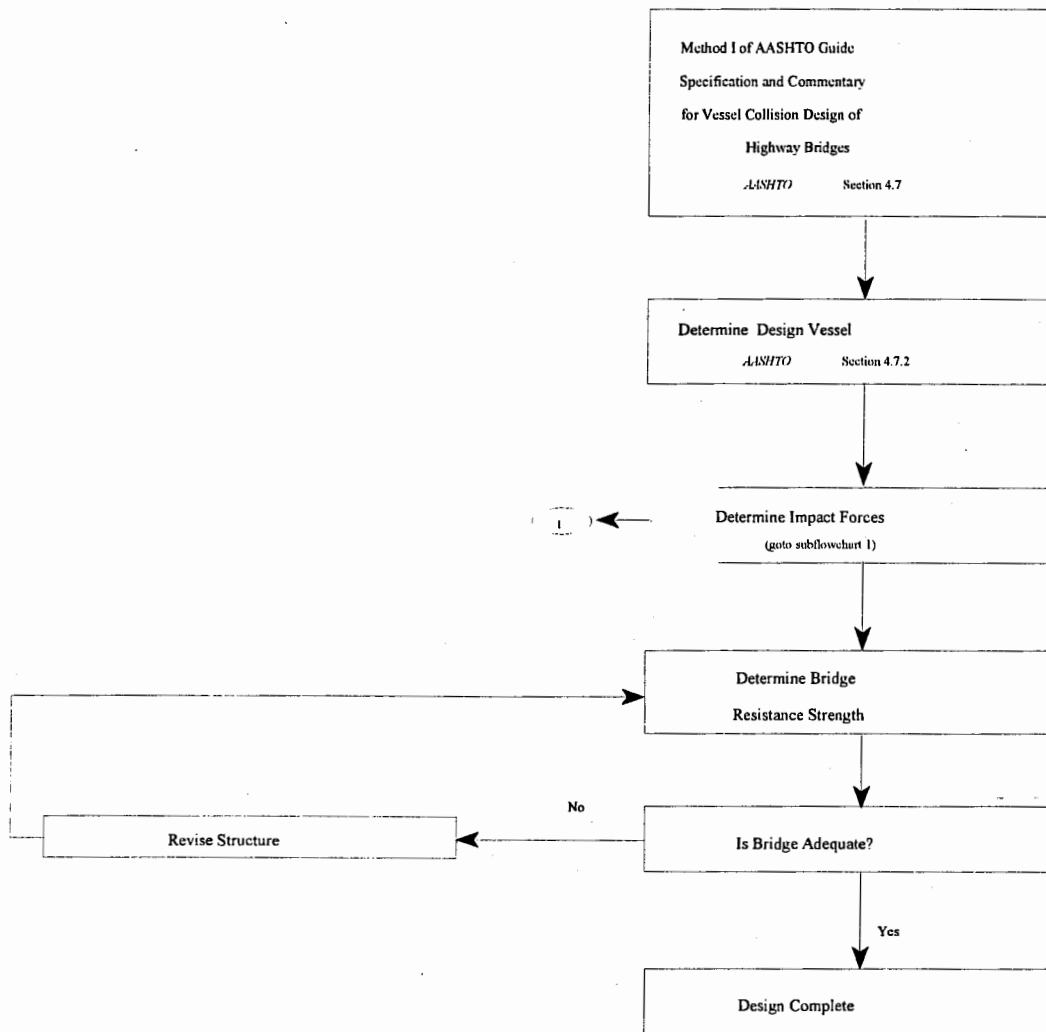 Method I of AASHTO Guide
Specification and Commentary
for Vessel Collision Design of
Highway Bridges
AASHTO Section 4.7
Determine Design Vessel
AASHTO Section 4.7.2
1
Determine Impact Forces
(goto subflowchart 1)
Determine Bridge
Resistance Strength
No
Revise Structure
Is Bridge Adequate?
Yes
Design Complete